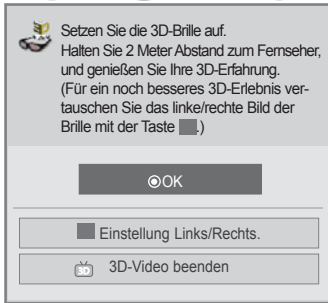 Setzen Sie die 3D-Brille auf.
Halten Sie 2 Meter Abstand zum Fernseher,
und genießen Sie Ihre 3D-Erfahrung.
(Für ein noch besseres 3D-Erlebnis ver-
tauschen Sie das linke/rechte Bild der
Brille mit der Taste .)
OK
Einstellung Links/Rechts.
3D 3D-Video beenden